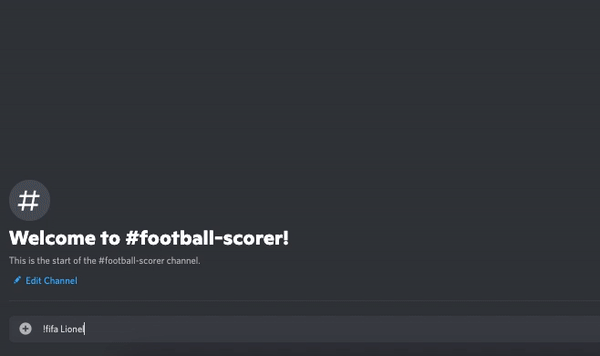 Welcome to #football-scorer!
This is the start of the #football-scorer channel.
Edit Channel
!fifa Lionel